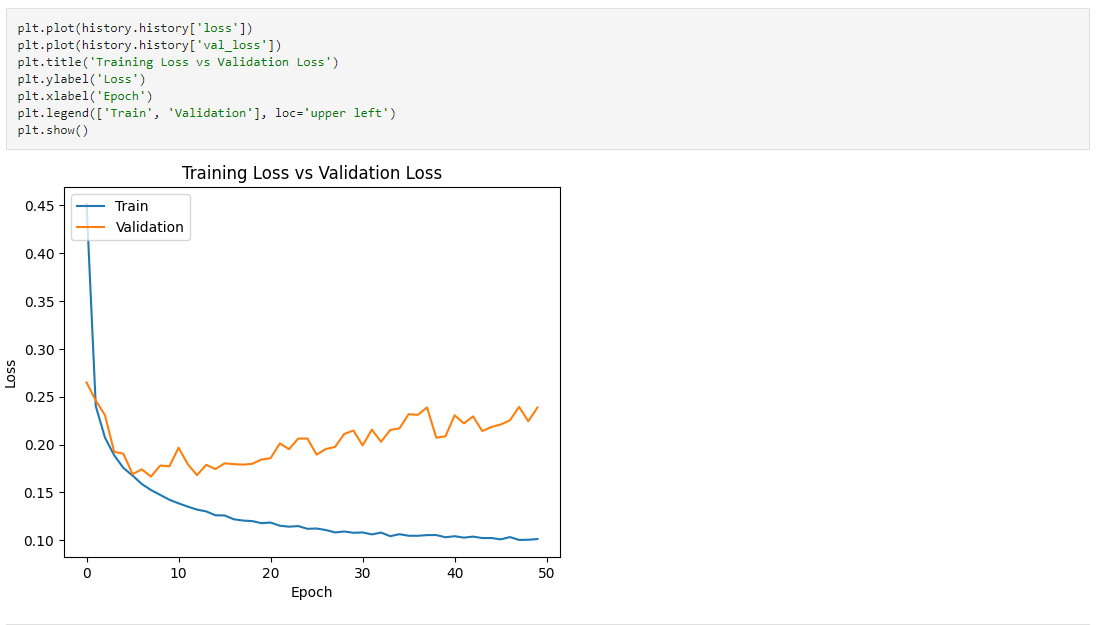 plt.plot(history.history['loss'])
plt.plot(history.history['val_loss'])
plt.title('Training Loss vs Validation Loss')
plt.ylabel('Loss')
plt.xlabel('Epoch')
plt.legend(['Train', 'Validation'], loc='upper left')
plt.show()
Training Loss vs Validation Loss
Train
Validation
0.45
0.40
0.35
0.30
0.25
0.20
0.15
0.10
Loss
0 10 20 30 40 50
Epoch